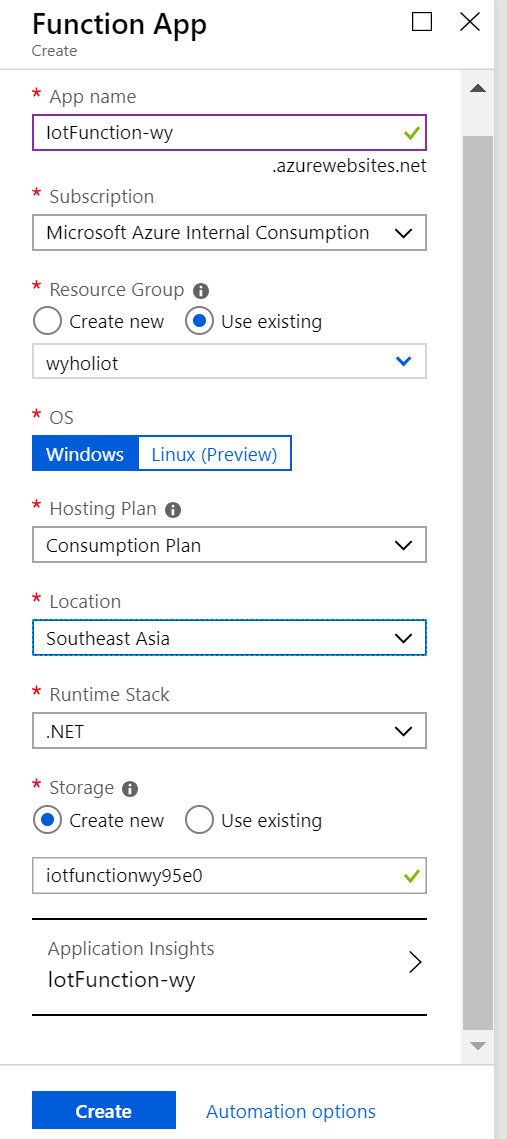 Function App
Create
* App name
IotFunction-wy
.azurewebsites.net
* Subscription
Microsoft Azure Internal Consumption
* Resource Group
Create new Use existing
wyholiot
* OS
Windows Linux (Preview)
* Hosting Plan
Consumption Plan
* Location
Southeast Asia
* Runtime Stack
.NET
* Storage
Create new Use existing
iotfunctionwy95e0
Application Insights
IotFunction-wy
Create Automation options